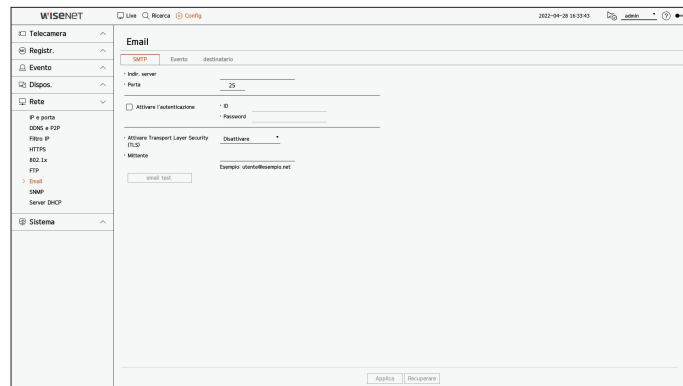 WISENET
Live Ricerca Config
2022-04-28 16:33:43 admin
Telecamera
Registr.
Evento
Dispos.
Rete
IP e porta
DDNS e P2P
Filtro IP
HTTPS
802.1x
FTP
> Email
SNMP
Server DHCP
Sistema
Email
SMTP Evento destinatario
Indir. server
Porta 25
Attivare l'autenticazione
ID
Password
Attivare Transport Layer Security
(TLS)
Disattivare
Mittente
Esempio: utente@esempio.net
email test
Applica Recuperare